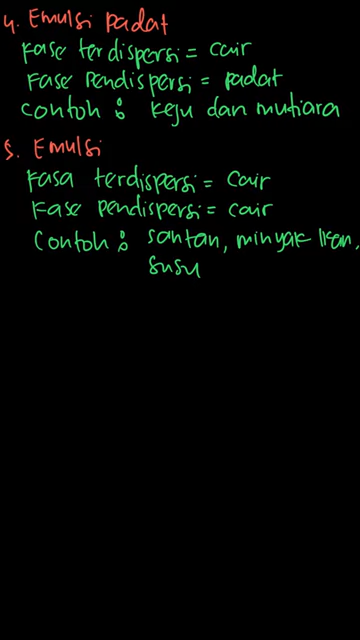 4. Emulsi padat
Fase terdispersi = cair
Fase Pendispersi = padat
Contoh : Keju dan mutiara
5. Emulsi
Fasa terdispersi = Cair
Fase pendispersi = cair
Contoh : Santan, minyak Ikan,
Susu